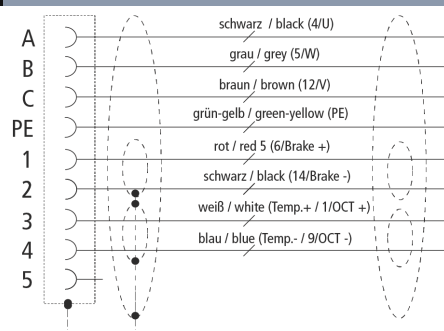 A schwarz / black (4/U)
B grau / grey (5/W)
C braun / brown (12/V)
PE grün-gelb / green-yellow (PE)
1 rot / red 5 (6/Brake +)
2 schwarz / black (14/Brake -)
3 weiß / white (Temp.+ / 1/OCT +)
4 blau / blue (Temp.- / 9/OCT -)
5